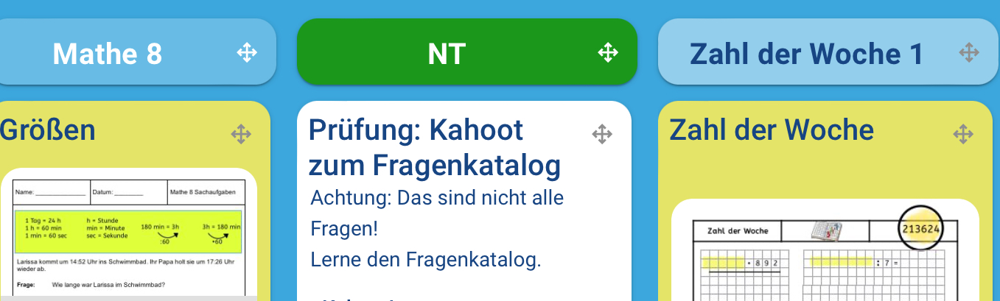 Mathe 8
NT
Zahl der Woche 1
Größen
Name: ______________ Datum: ________ Mathe 8 Sachaufgaben
1 Tag = 24 h
1 h = 60 min
1 min = 60 sec
h = Stunde
min = Minute
sec = Sekunde
180 min = 3h
:60
3h = 180 min
•60
Larissa kommt um 14:52 Uhr ins Schwimmbad. Ihr Papa holt sie um 17:26 Uhr
wieder ab.
Frage: Wie lange war Larissa im Schwimmbad?
Prüfung: Kahoot
zum Fragenkatalog
Achtung: Das sind nicht alle
Fragen!
Lerne den Fragenkatalog.
Zahl der Woche
Zahl der Woche
213624
• 8 9 2
: 7 =